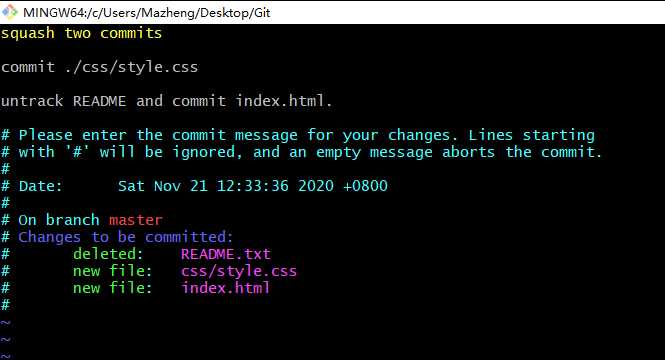 MINGW64:/c/Users/Mazheng/Desktop/Git
squash two commits
commit ./css/style.css
untrack README and commit index.html.
# Please enter the commit message for your changes. Lines starting
# with '#' will be ignored, and an empty message aborts the commit.
#
# Date:      Sat Nov 21 12:33:36 2020 +0800
#
# On branch master
# Changes to be committed:
#       deleted:    README.txt
#       new file:   css/style.css
#       new file:   index.html
#
~
~
~